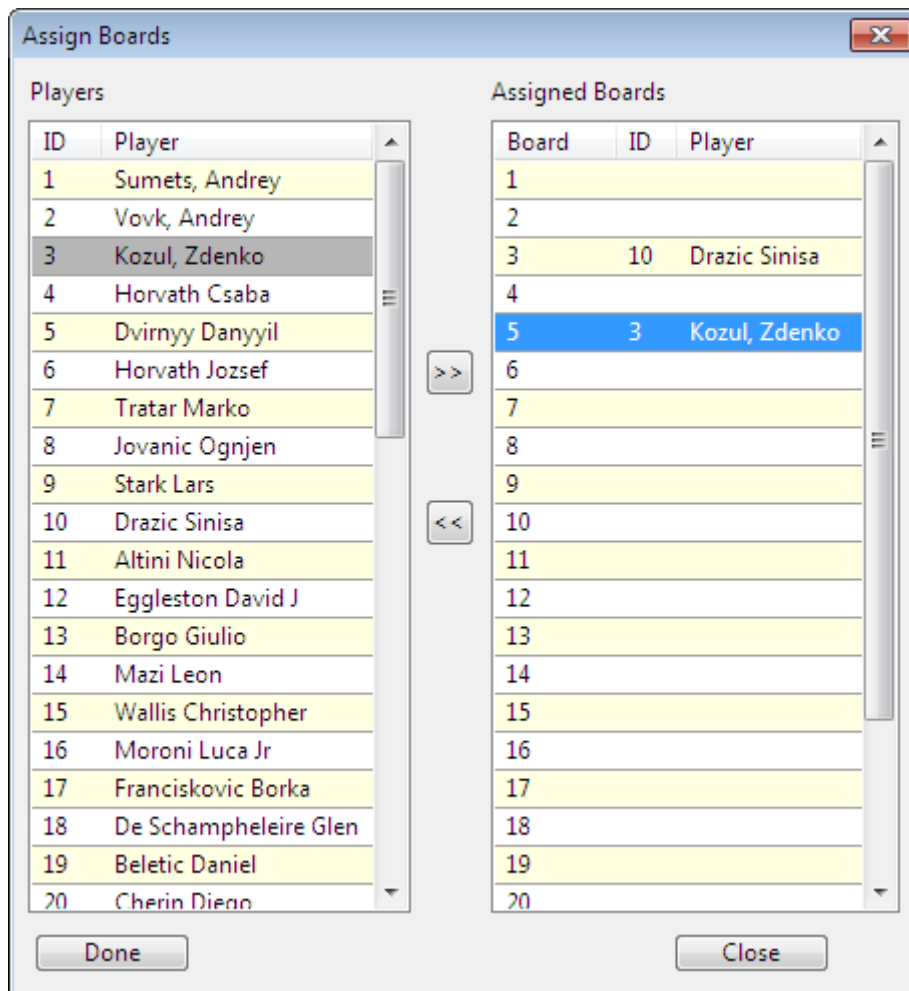 Assign Boards
Players
ID Player
1 Sumets, Andrey
2 Vovk, Andrey
3 Kozul, Zdenko
4 Horvath Csaba
5 Dvirnyy Danyyil
6 Horvath Jozsef
7 Tratar Marko
8 Jovanic Ognjen
9 Stark Lars
10 Drazic Sinisa
11 Altini Nicola
12 Eggleston David J
13 Borgo Giulio
14 Mazi Leon
15 Wallis Christopher
16 Moroni Luca Jr
17 Franciskovic Borka
18 De Schampheleire Glen
19 Beletic Daniel
20 Cherin Diego
>>
<<
Assigned Boards
Board ID Player
1
2
3 10 Drazic Sinisa
4
5 3 Kozul, Zdenko
6
7
8
9
10
11
12
13
14
15
16
17
18
19
20
Done
Close